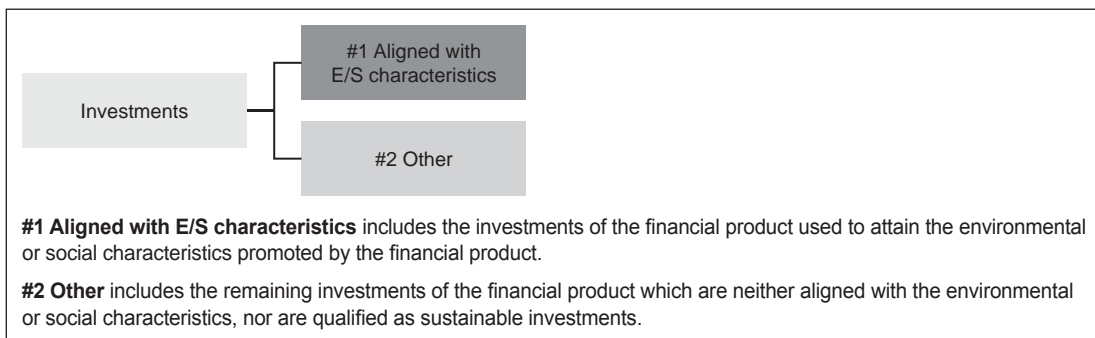 #1 Aligned with
E/S characteristics
Investments
#2 Other
#1 Aligned with E/S characteristics includes the investments of the financial product used to attain the environmental
or social characteristics promoted by the financial product.
#2 Other includes the remaining investments of the financial product which are neither aligned with the environmental
or social characteristics, nor are qualified as sustainable investments.